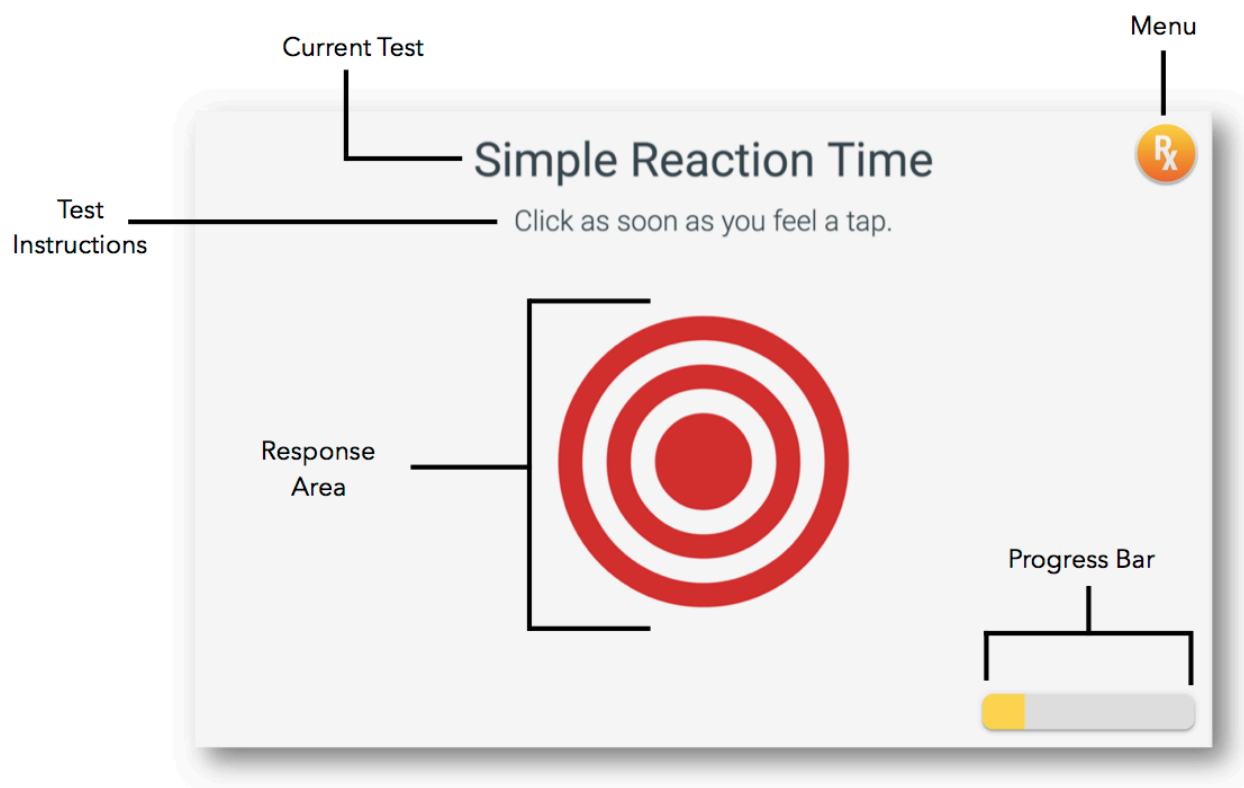 Menu
Current Test
Simple Reaction Time
Rx
Test
Instructions
Click as soon as you feel a tap.
Response
Area
Progress Bar